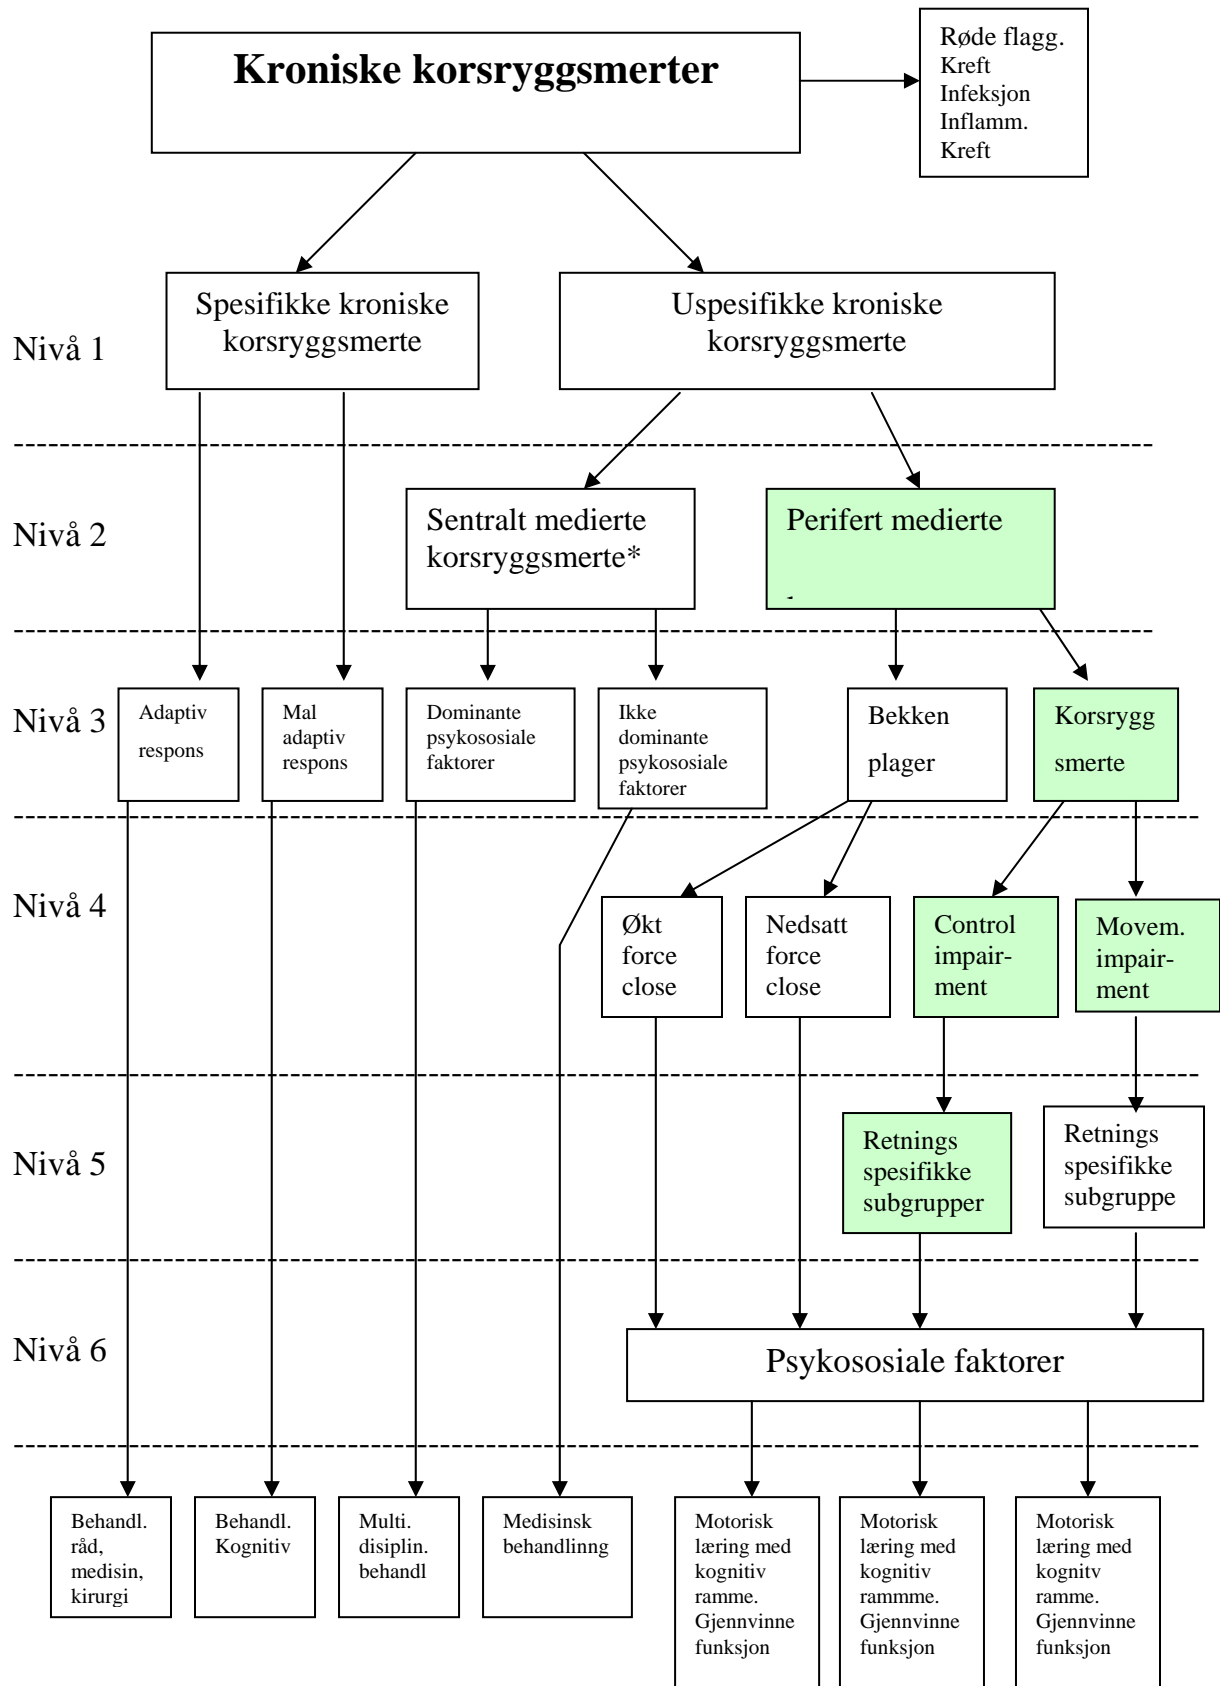 Kroniske korsryggsmerter
Røde flagg.
Kreft
Infeksjon
Inflamm.
Kreft
Nivå 1
Spesifikke kroniske
korsryggsmerte
Uspesifikke kroniske
korsryggsmerte
Nivå 2
Sentralt medierte
korsryggsmerte*
Perifert medierte
Nivå 3
Adaptiv
respons
Mal
adaptiv
respons
Dominante
psykososiale
faktorer
Ikke
dominante
psykososiale
faktorer
Bekken
plager
Korsrygg
smerte
Nivå 4
Økt
force
close
Nedsatt
force
close
Control
impair-
ment
Movem.
impair-
ment
Nivå 5
Retnings
spesifikke
subgrupper
Retnings
spesifikke
subgruppe
Nivå 6
Psykososiale faktorer
Behandl.
råd,
medisin,
kirurgi
Behandl.
Kognitiv
Multi.
disiplin.
behandl
Medisinsk
behandlinng
Motorisk
læring med
kognitiv
ramme.
Gjennvinne
funksjon
Motorisk
læring med
kognitiv
rammme.
Gjennvinne
funksjon
Motorisk
læring med
kognitv
ramme.
Gjennvinne
funksjon